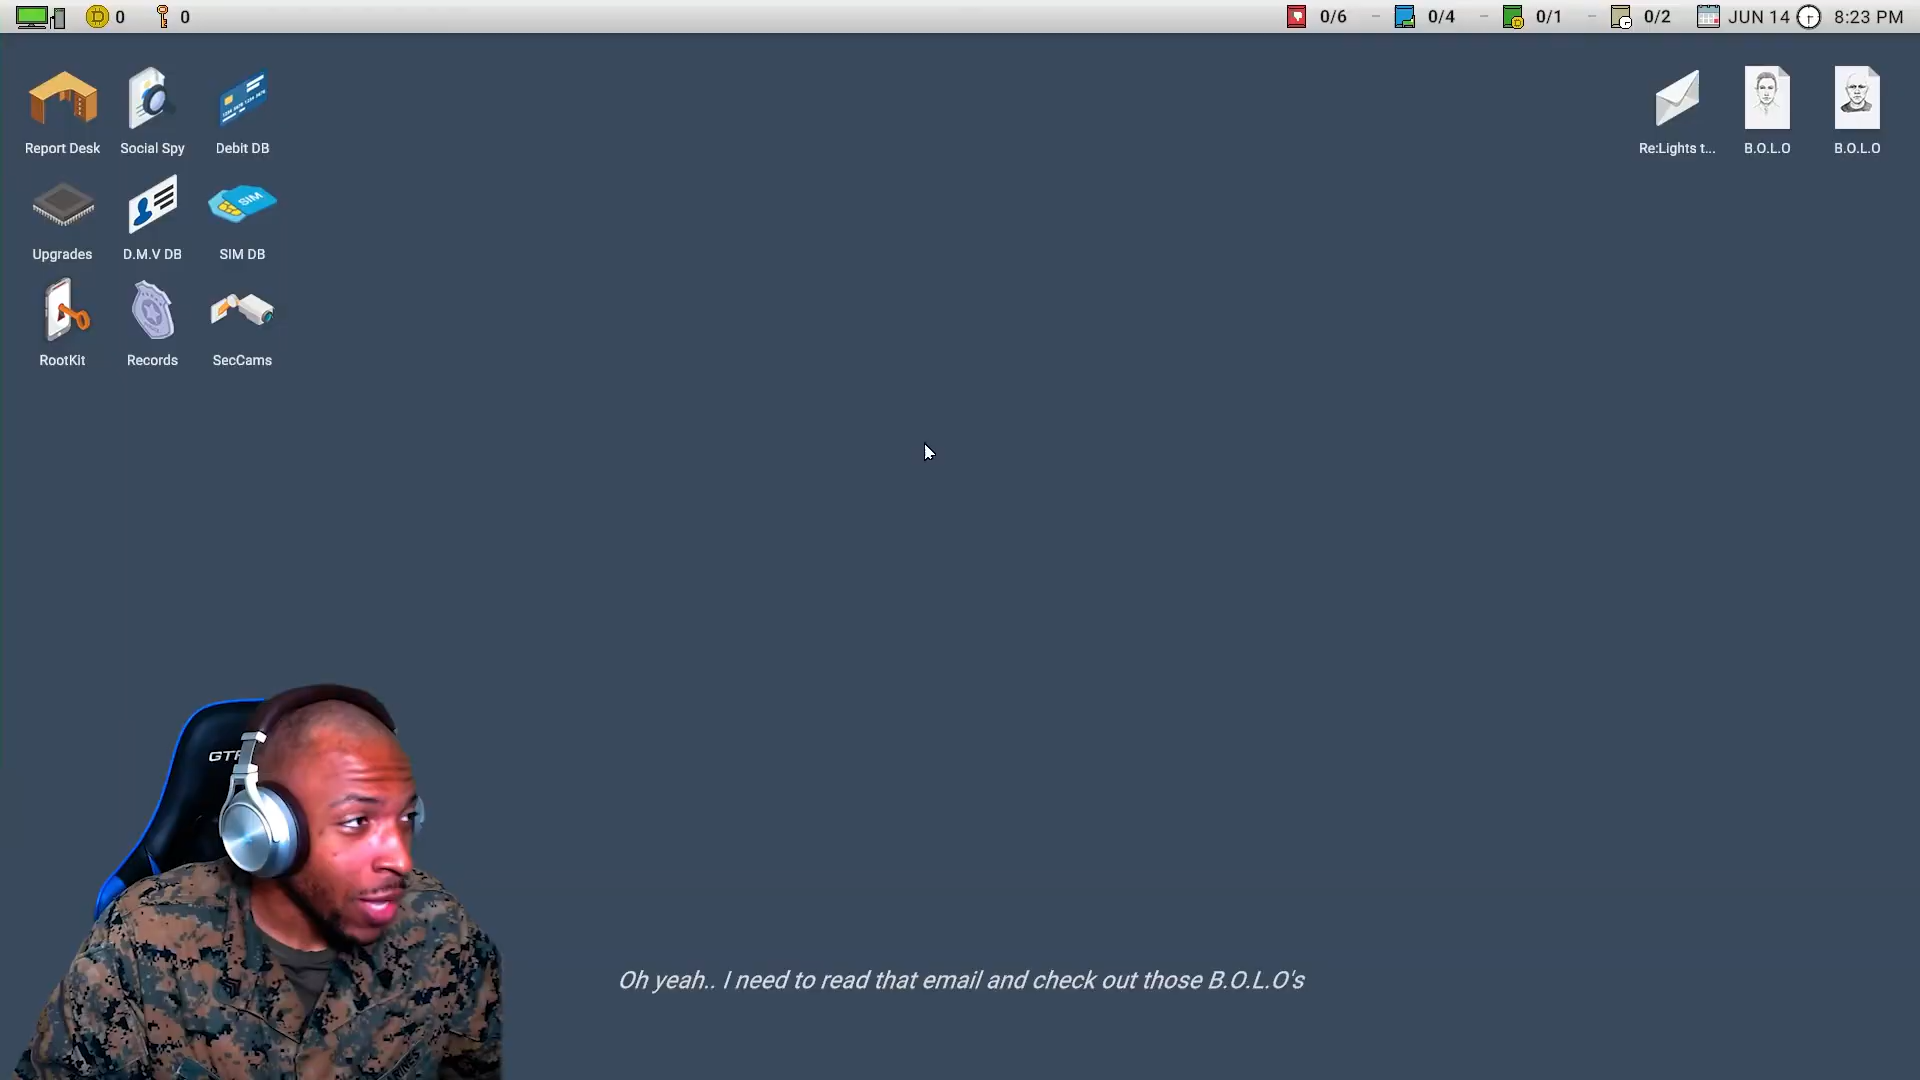 0
0
0/6
0/4
0/1
0/2
JUN 14
8:23 PM
Report Desk
Social Spy
Debit DB
Re:Lights t...
B.O.L.O
B.O.L.O
SIM
Upgrades
D.M.V DB
SIM DB
RootKit
Records
SecCams
Oh yeah.. I need to read that email and check out those B.O.L.O's